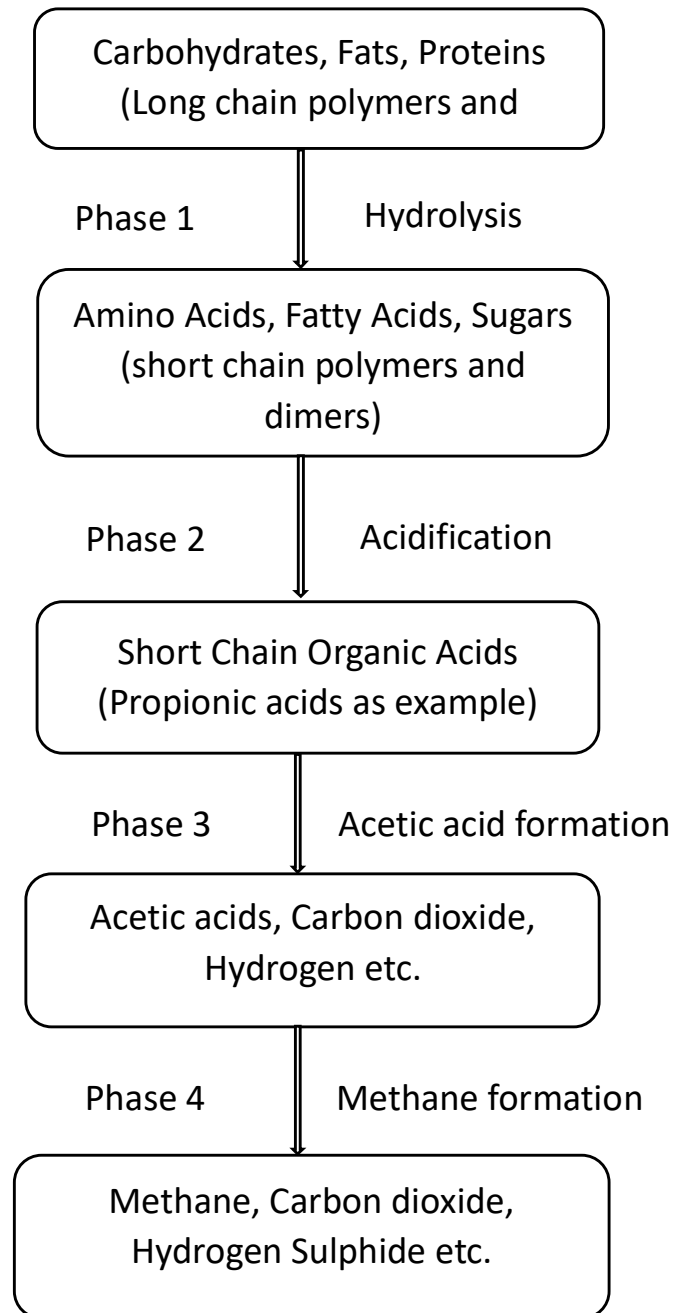 Carbohydrates, Fats, Proteins
(Long chain polymers and
Phase 1
Hydrolysis
Amino Acids, Fatty Acids, Sugars
(short chain polymers and
dimers)
Phase 2
Acidification
Short Chain Organic Acids
(Propionic acids as example)
Phase 3
Acetic acid formation
Acetic acids, Carbon dioxide,
Hydrogen etc.
Phase 4
Methane formation
Methane, Carbon dioxide,
Hydrogen Sulphide etc.